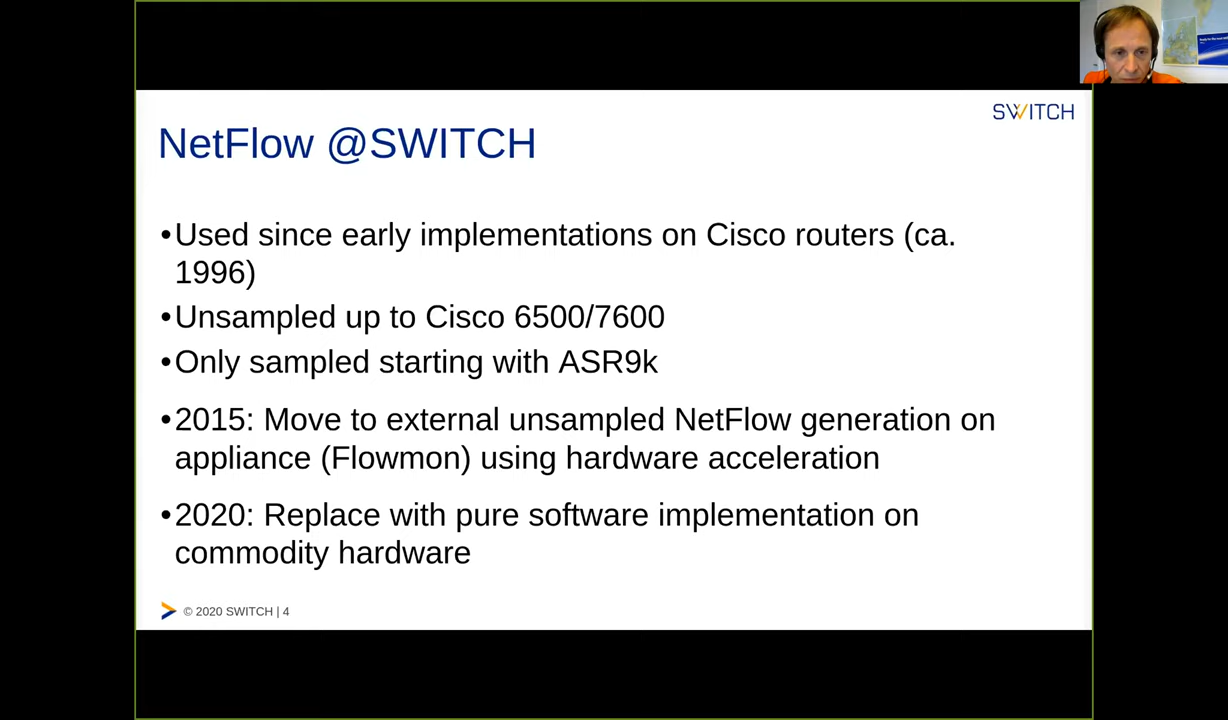 SWITCH
NetFlow @SWITCH
•Used since early implementations on Cisco routers (ca.
1996)
•Unsampled up to Cisco 6500/7600
•Only sampled starting with ASR9k
•2015: Move to external unsampled NetFlow generation on
appliance (Flowmon) using hardware acceleration
•2020: Replace with pure software implementation on
commodity hardware
© 2020 SWITCH | 4